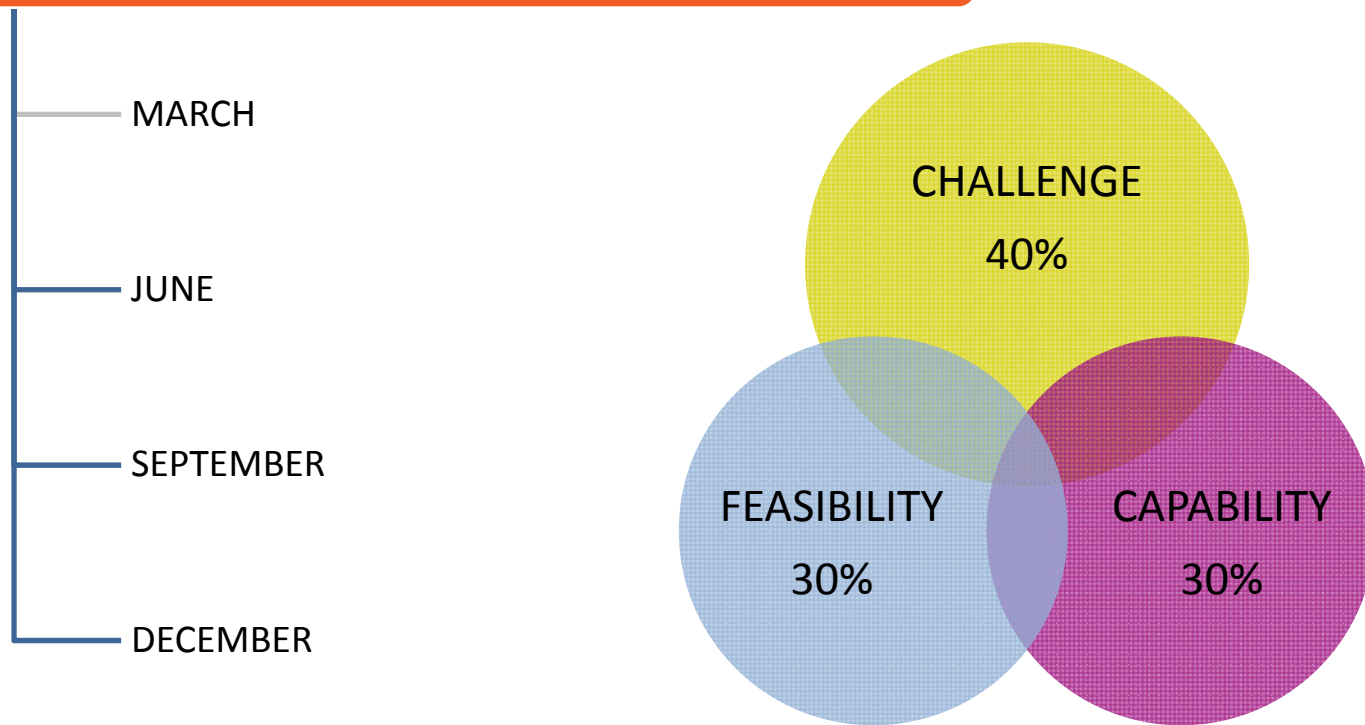 MARCH
JUNE
SEPTEMBER
DECEMBER
CHALLENGE
40%
FEASIBILITY
30%
CAPABILITY
30%